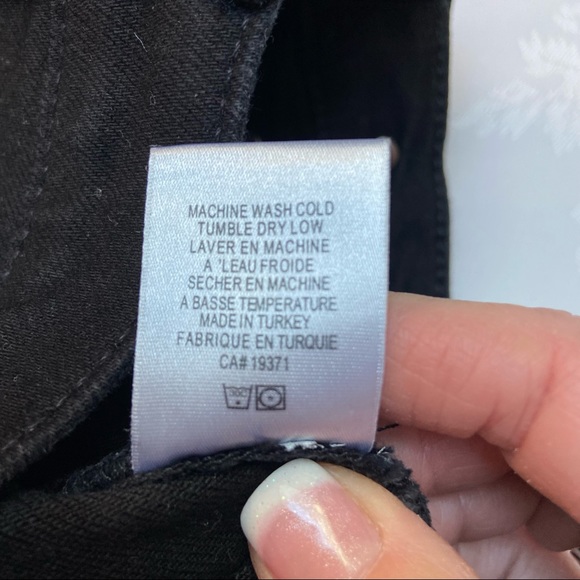 MACHINE WASH COLD
TUMBLE DRY LOW
LAVER EN MACHINE
A 'LEAU FROIDE
SECHER EN MACHINE
A BASSE TEMPERATURE
MADE IN TURKEY
FABRIQUE EN TURQUIE
CA# 19371